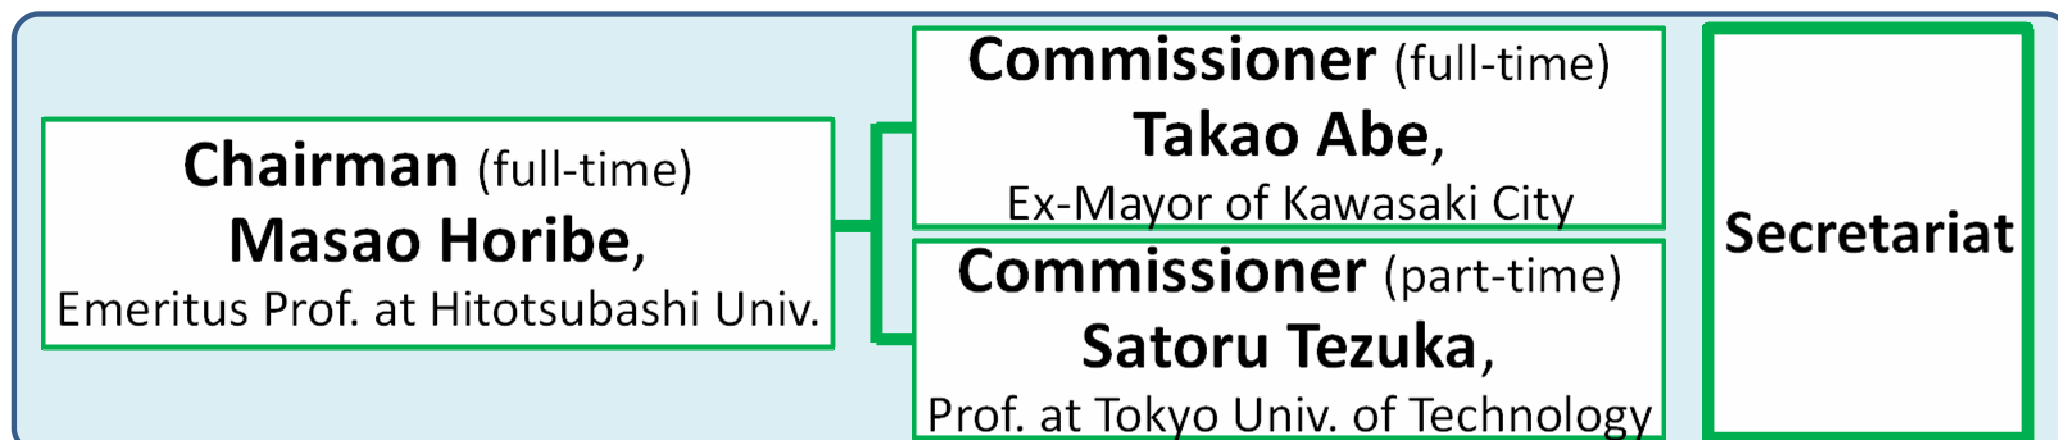 Chairman (full-time)
Masao Horibe,
Emeritus Prof. at Hitotsubashi Univ.
Commissioner (full-time)
Takao Abe,
Ex-Mayor of Kawasaki City
Commissioner (part-time)
Satoru Tezuka,
Prof. at Tokyo Univ. of Technology
Secretariat